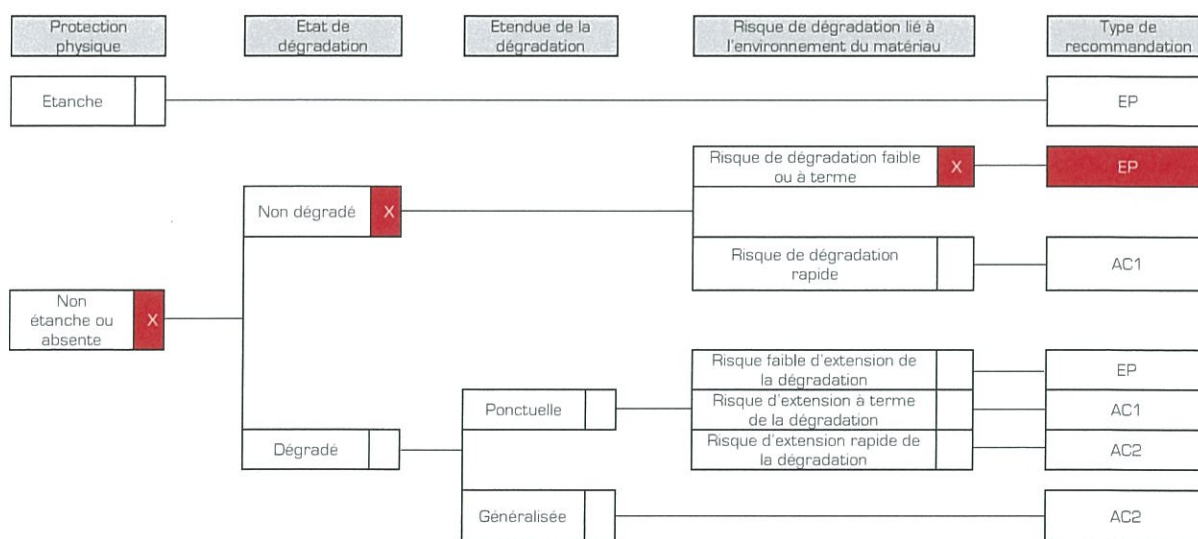 Protection
physique
Etat de
dégradation
Etendue de la
dégradation
Risque de dégradation lié à
l'environnement du matériau
Type de
recommandation
Etanche
EP
Risque de dégradation faible
ou à terme
X
EP
Non dégradé
X
Risque de dégradation
rapide
AC1
Non
étanche ou
absente
X
Risque faible d'extension de
la dégradation
EP
Ponctuelle
Risque d'extension à terme
de la dégradation
AC1
Dégradé
Risque d'extension rapide de
la dégradation
AC2
Généralisée
AC2